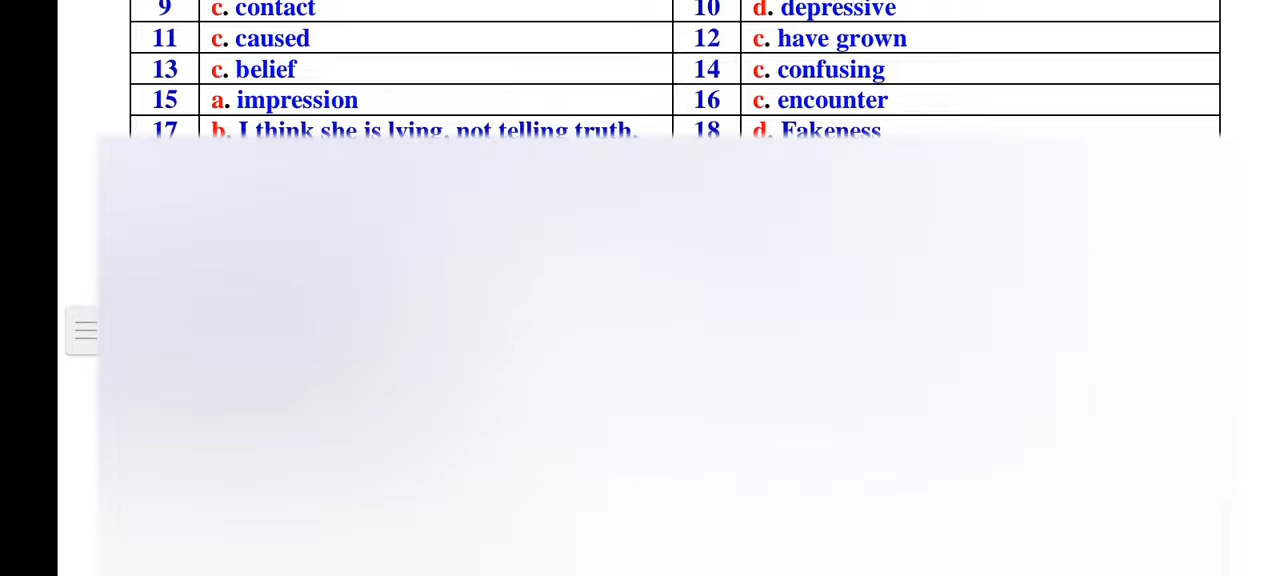 9 c. contact 10 d. depressive
11 c. caused 12 c. have grown
13 c. belief 14 c. confusing
15 a. impression 16 c. encounter
17 b. I think she is lying, not telling truth. 18 d. Fakeness